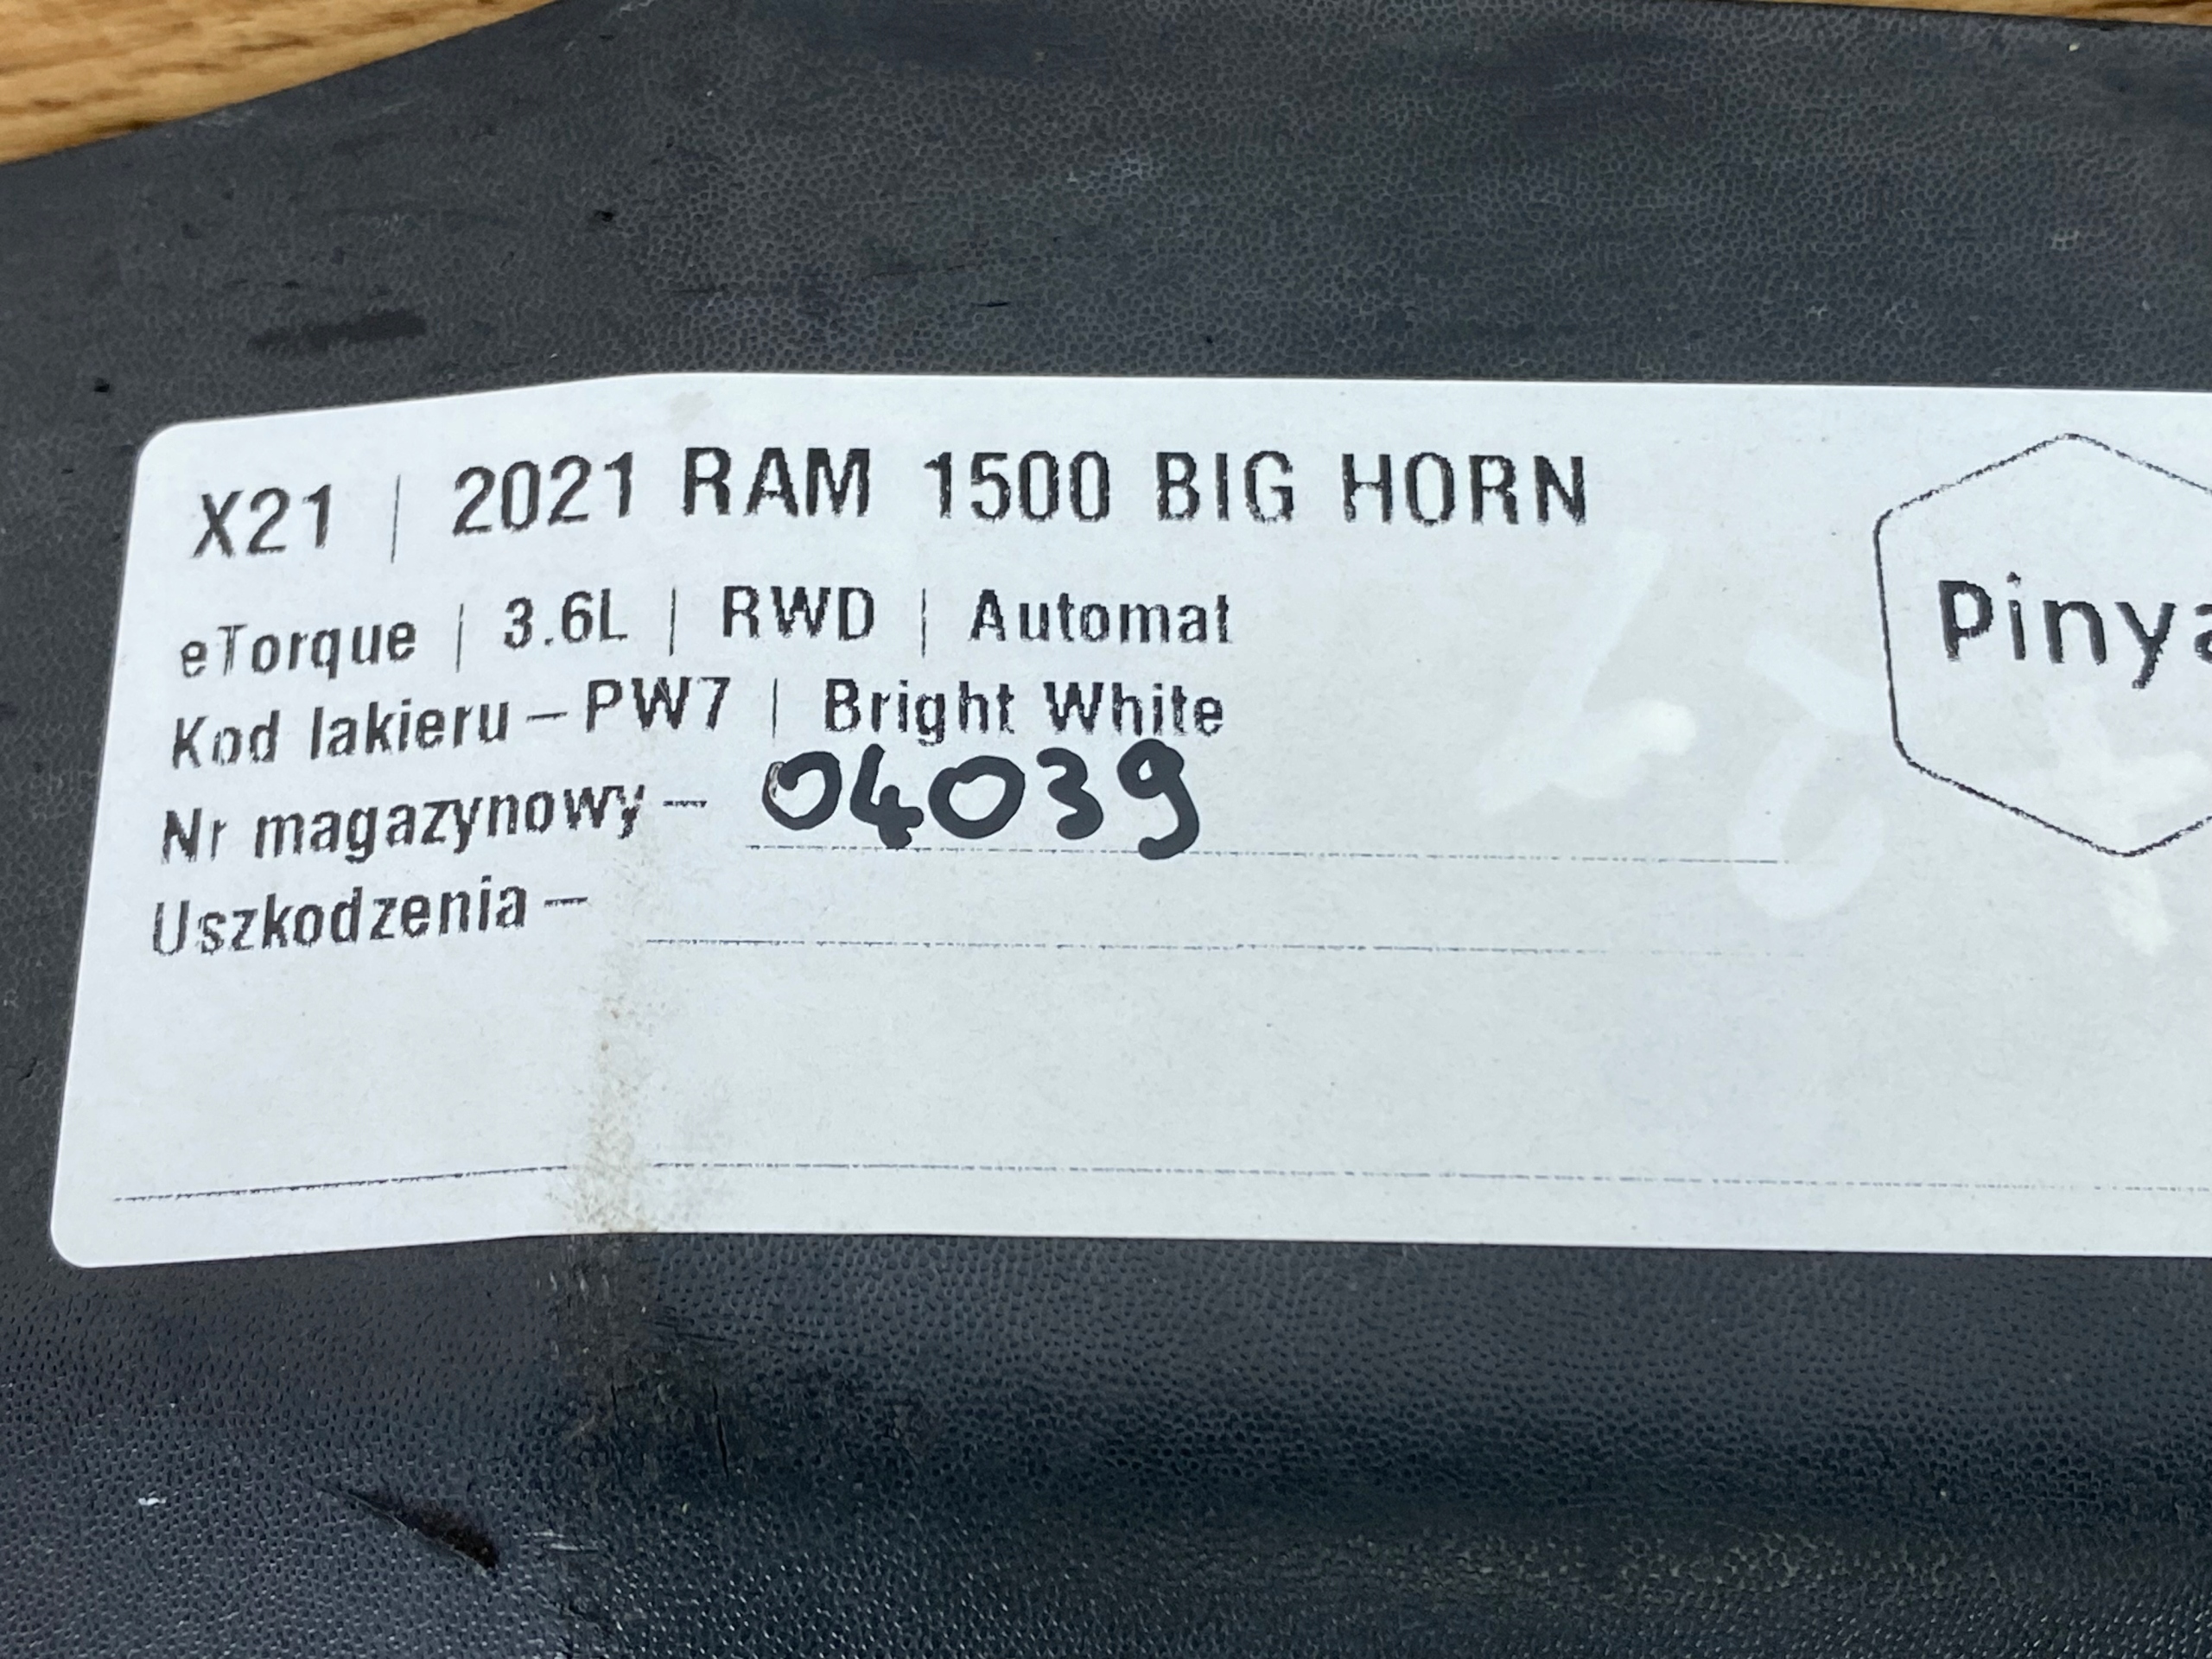 X21 | 2021 RAM 1500 BIG HORN
eTorque | 3.6L | RWD | Automat
Kod lakieru – PW7 | Bright White
Nr magazynowy – 04039
Uszkodzenia –